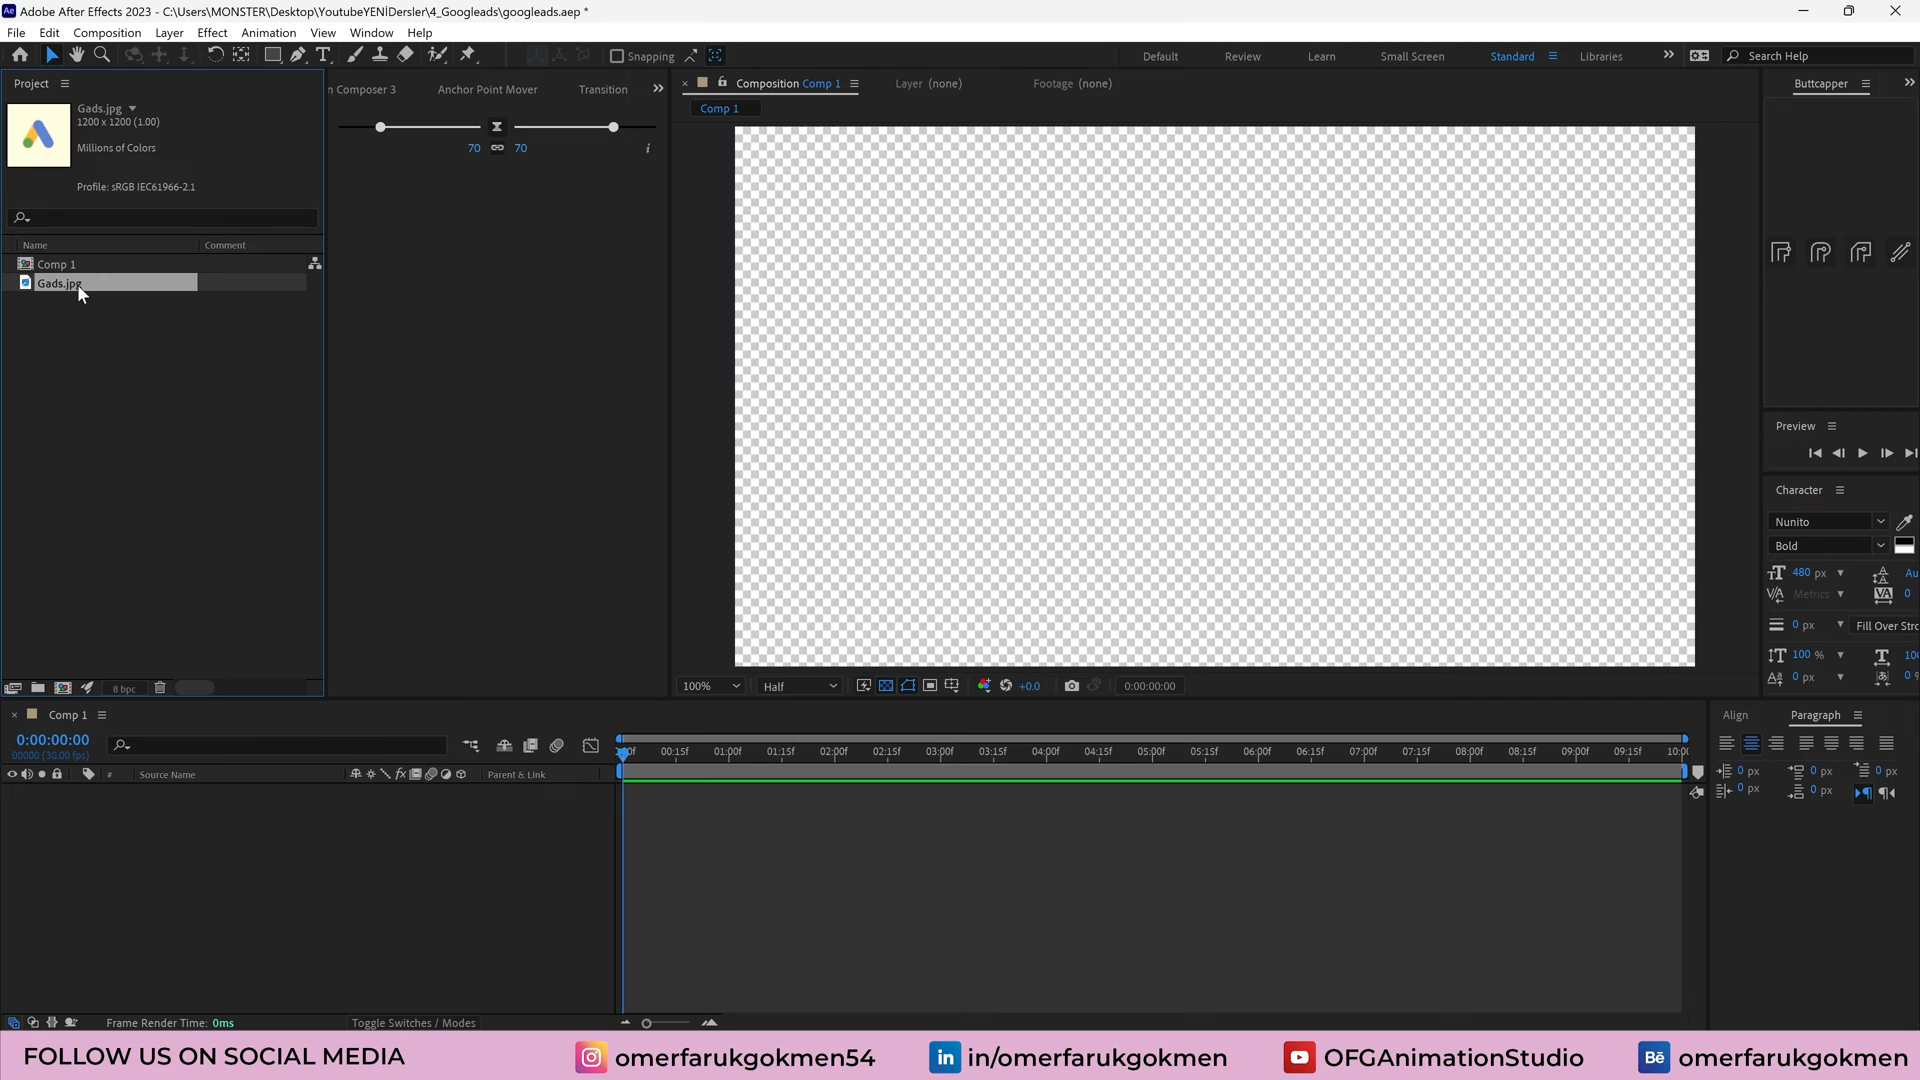 Adobe After Effects 2023 - C:\Users\MONSTER\Desktop\YoutubeYENİDersler\4_Googleads\googleads.aep *
File Edit Composition Layer Effect Animation View Window Help
Snapping
Default Review Learn Small Screen Standard Libraries Search Help
Project
Gads.jpg
1200 x 1200 (1.00)
Millions of Colors
Profile: sRGB IEC61966-2.1
Name Comment
Comp 1
Gads.jpg
8 bpc
n Composer 3 Anchor Point Mover Transition
70 70
Composition Comp 1 Layer (none) Footage (none)
Comp 1
100% Half +0.0 0:00:00:00
Buttcapper
Preview
Character
Nunito
Bold
480 px Au
Metrics 0
0 px Fill Over Stro
100 % 100
0 px 0 %
Comp 1
0:00:00:00
00000 (30.00 fps)
:00f 00:15f 01:00f 01:15f 02:00f 02:15f 03:00f 03:15f 04:00f 04:15f 05:00f 05:15f 06:00f 06:15f 07:00f 07:15f 08:00f 08:15f 09:00f 09:15f 10:00
# Source Name Parent & Link
Align Paragraph
0 px 0 px 0 px
0 px 0 px
Frame Render Time: 0ms Toggle Switches / Modes
FOLLOW US ON SOCIAL MEDIA omerfarukgokmen54 in/omerfarukgokmen OFGAnimationStudio Bē omerfarukgokmen